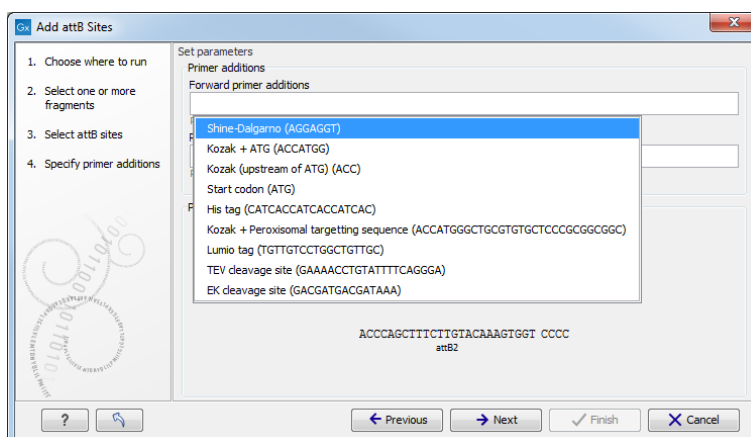 Gx Add attB Sites
X
1. Choose where to run
2. Select one or more
fragments
3. Select attB sites
4. Specify primer additions
Set parameters
Primer additions
Forward primer additions
Shine-Dalgarno (AGGAGGT)
Kozak + ATG (ACCATGG)
Kozak (upstream of ATG) (ACC)
Start codon (ATG)
His tag (CATCACCATCACCATCAC)
Kozak + Peroxisomal targetting sequence (ACCATGGGCTGCGTGTGCTCCCGCGGCGGC)
Lumio tag (TGTTGTCCTGGCTGTTGC)
TEV cleavage site (GAAAACCTGTATTTTCAGGGA)
EK cleavage site (GACGATGACGATAAA)
ACCCAGCTTTCTTGTACAAAGTGGT CCCC
attB2
?
Previous
Next
Finish
Cancel